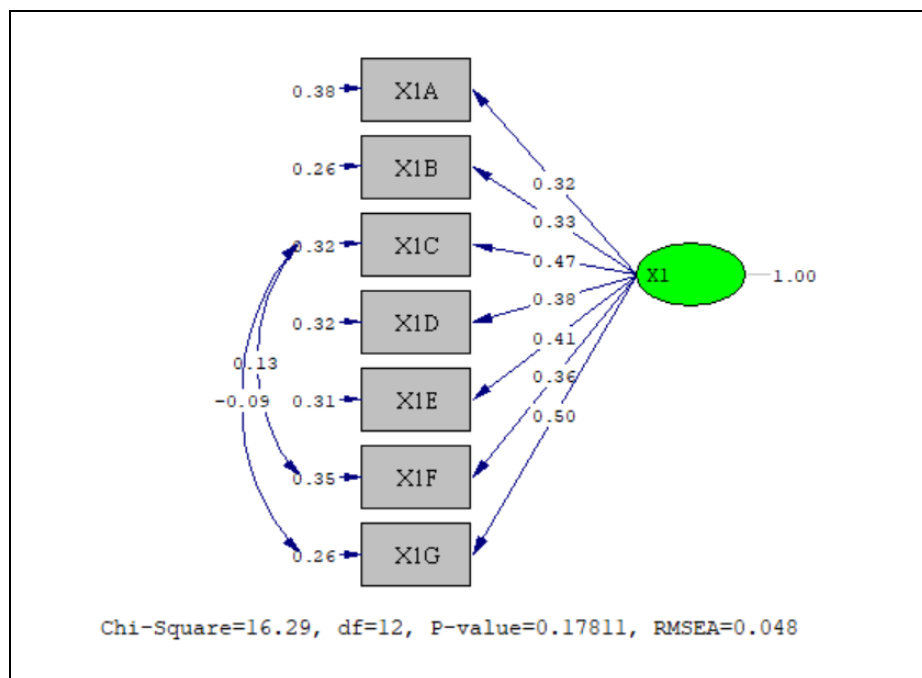 0.38
X1A
0.26
X1B
0.32
0.33
0.32
X1C
0.47
X1
1.00
0.38
0.32
X1D
0.41
0.13
0.36
-0.09
0.31
X1E
0.50
0.35
X1F
0.26
X1G
Chi-Square=16.29, df=12, P-value=0.17811, RMSEA=0.048